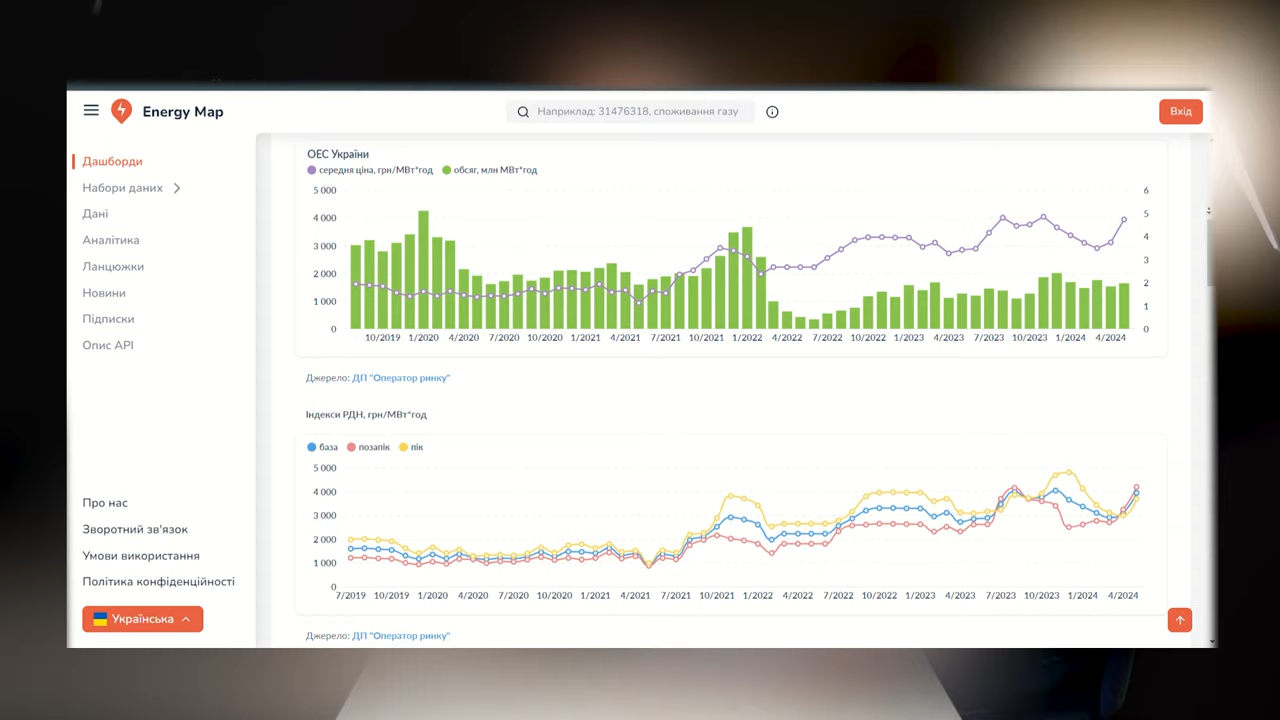 Energy Map
Наприклад: 31476318, споживання газу
Вхід
Дашборди
Набори даних
Дані
Аналітика
Ланцюжки
Новини
Підписки
Опис АРІ
Про нас
Зворотний зв'язок
Умови використання
Політика конфіденційності
Українська
ОЕС України
середня ціна, грн/МВт*год обсяг, млн МВт*год
5 000 6
4 000 5
3 000 4
2 000 3
1 000 2
0 1
0
10/2019 1/2020 4/2020 7/2020 10/2020 1/2021 4/2021 7/2021 10/2021 1/2022 4/2022 7/2022 10/2022 1/2023 4/2023 7/2023 10/2023 1/2024 4/2024
Джерело: ДП "Оператор ринку"
Індекси РДН, грн/МВт*год
база позапік пік
5 000
4 000
3 000
2 000
1 000
0
7/2019 10/2019 1/2020 4/2020 7/2020 10/2020 1/2021 4/2021 7/2021 10/2021 1/2022 4/2022 7/2022 10/2022 1/2023 4/2023 7/2023 10/2023 1/2024 4/2024
Джерело: ДП "Оператор ринку"